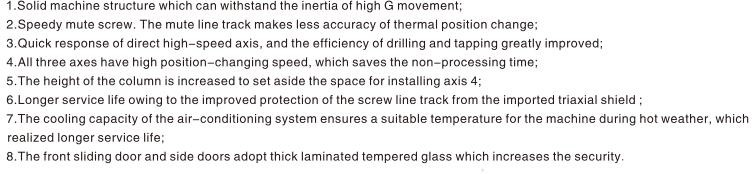 1.Solid machine structure which can withstand the inertia of high G movement;
2.Speedy mute screw. The mute line track makes less accuracy of thermal position change;
3.Quick response of direct high–speed axis, and the efficiency of drilling and tapping greatly improved;
4.All three axes have high position–changing speed, which saves the non–processing time;
5.The height of the column is increased to set aside the space for installing axis 4;
6.Longer service life owing to the improved protection of the screw line track from the imported triaxial shield ;
7.The cooling capacity of the air–conditioning system ensures a suitable temperature for the machine during hot weather, which
realized longer service life;
8.The front sliding door and side doors adopt thick laminated tempered glass which increases the security.